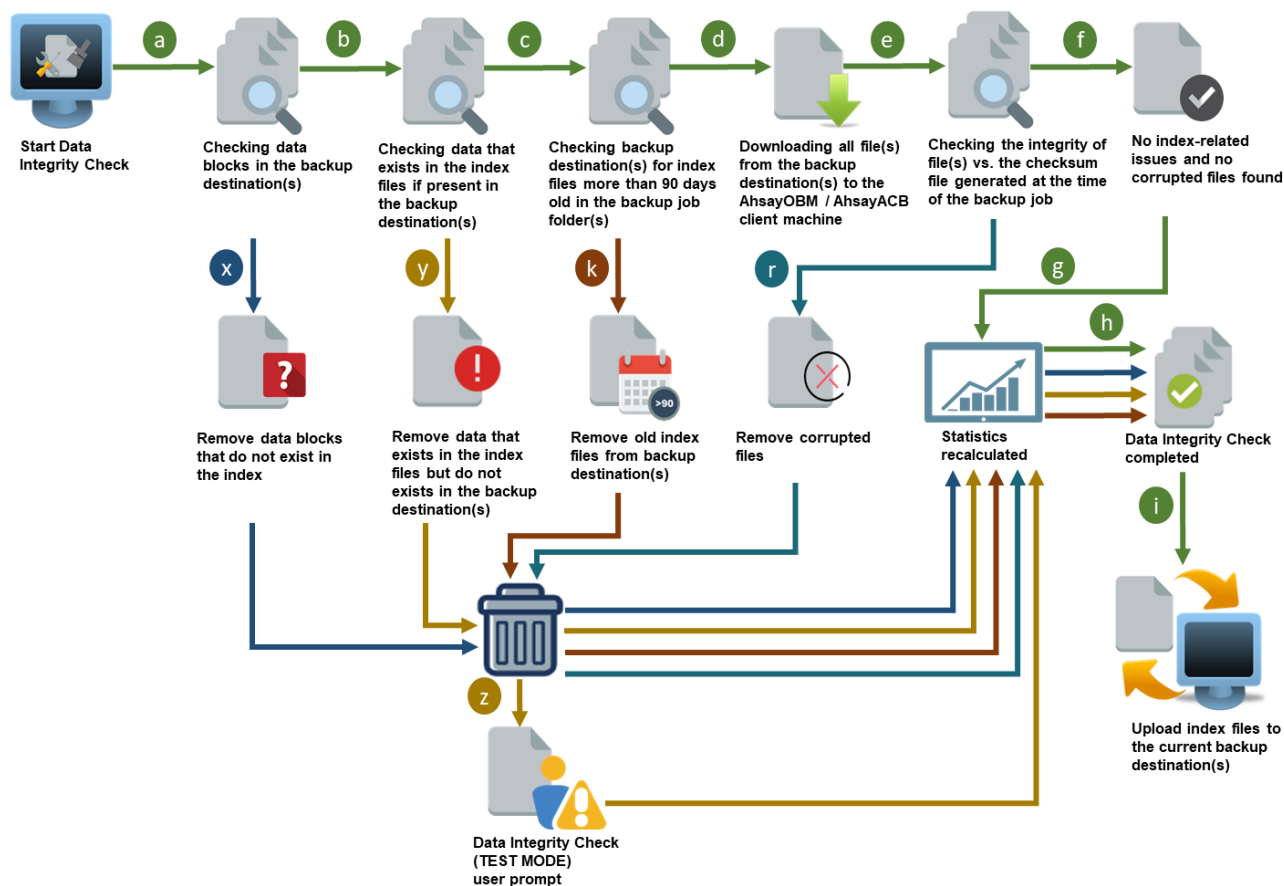 a
b
c
d
e
f
Start Data
Integrity Check
Checking data
blocks in the backup
destination(s)
Checking data that
exists in the index
files if present in
the backup
destination(s)
Checking backup
destination(s) for index
files more than 90 days
old in the backup job
folder(s)
Downloading all file(s)
from the backup
destination(s) to the
AhsayOBM / AhsayACB
client machine
Checking the integrity of
file(s) vs. the checksum
file generated at the time
of the backup job
No index-related
issues and no
corrupted files found
x
y
k
r
g
h
?
!
>90
Remove data blocks
that do not exist in
the index
Remove data that
exists in the index
files but do not
exists in the backup
destination(s)
Remove old index
files from backup
destination(s)
Remove corrupted
files
Statistics
recalculated
Data Integrity Check
completed
i
z
Upload index files to
the current backup
destination(s)
Data Integrity Check
(TEST MODE)
user prompt